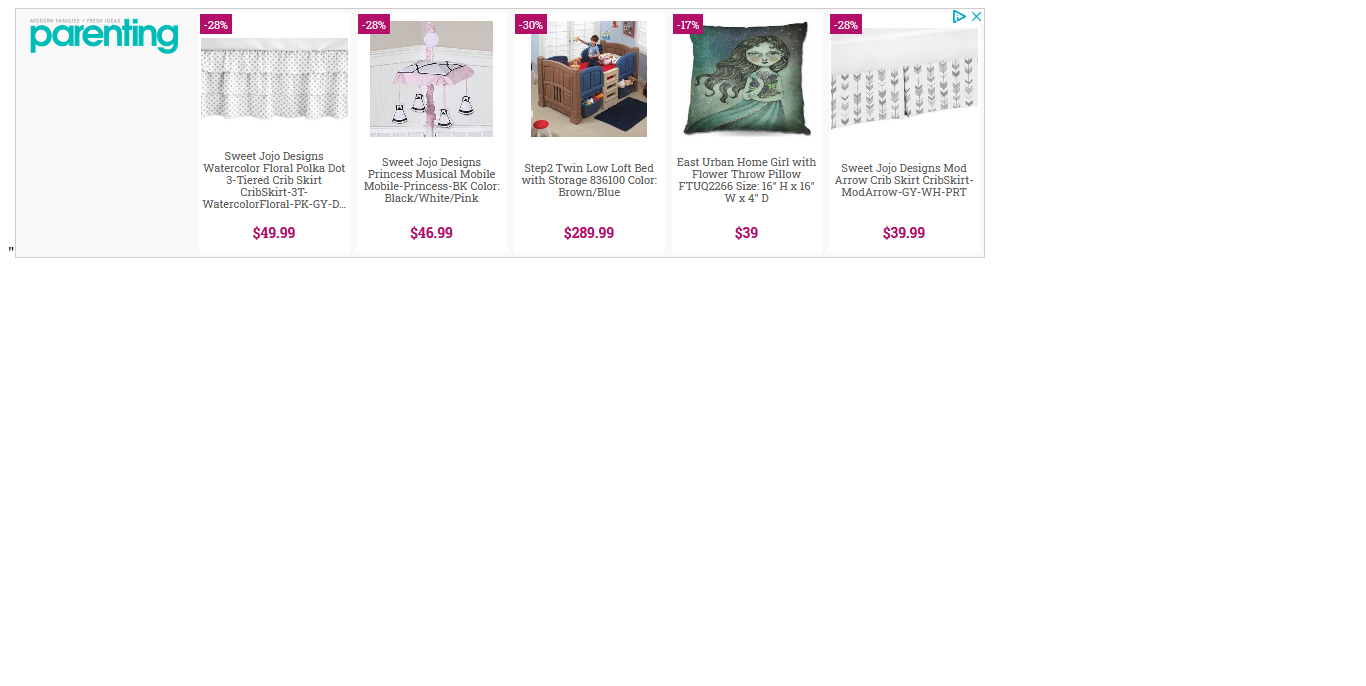 MODERN FAMILIES + FRESH IDEAS
parenting
-28%
Sweet Jojo Designs
Watercolor Floral Polka Dot
3-Tiered Crib Skirt
CribSkirt-3T-
WatercolorFloral-PK-GY-D...
$49.99
-28%
Sweet Jojo Designs
Princess Musical Mobile
Mobile-Princess-BK Color:
Black/White/Pink
$46.99
-30%
Step2 Twin Low Loft Bed
with Storage 836100 Color:
Brown/Blue
$289.99
-17%
East Urban Home Girl with
Flower Throw Pillow
FTUQ2266 Size: 16" H x 16"
W x 4" D
$39
-28%
Sweet Jojo Designs Mod
Arrow Crib Skirt CribSkirt-
ModArrow-GY-WH-PRT
$39.99
"